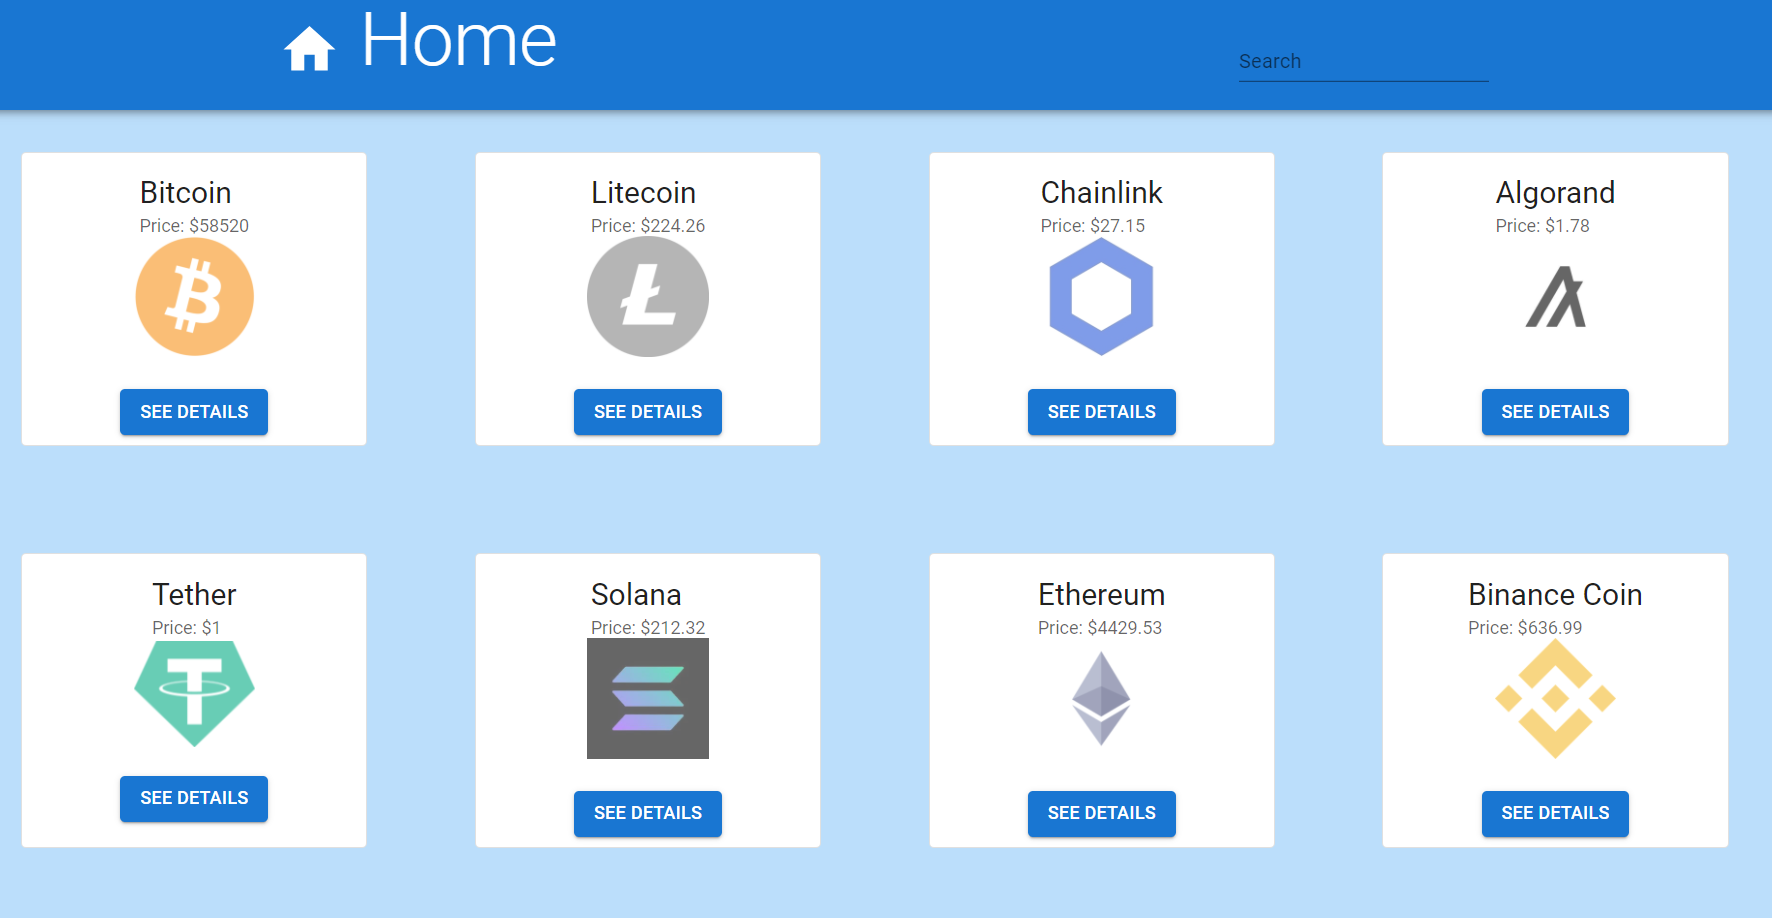 Home
Search
Bitcoin
Price: $58520
SEE DETAILS
Litecoin
Price: $224.26
SEE DETAILS
Chainlink
Price: $27.15
SEE DETAILS
Algorand
Price: $1.78
SEE DETAILS
Tether
Price: $1
SEE DETAILS
Solana
Price: $212.32
SEE DETAILS
Ethereum
Price: $4429.53
SEE DETAILS
Binance Coin
Price: $636.99
SEE DETAILS